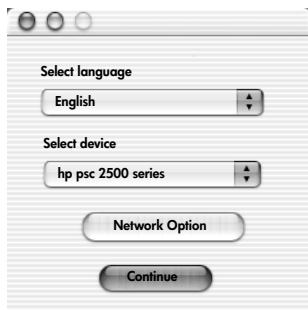 Select language
English
Select device
hp psc 2500 series
Network Option
Continue